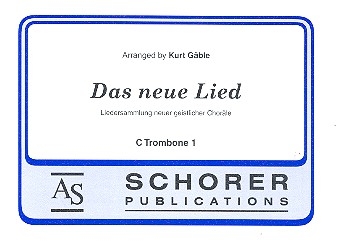 Arranged by Kurt Gäble
Das neue Lied
Liedersammlung neuer geistlicher Choräle
C Trombone 1
AS
SCHORER
PUBLICATIONS